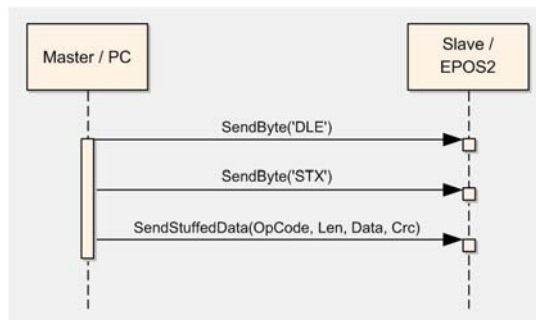 Master / PC
Slave /
EPOS2
SendByte('DLE')
SendByte('STX')
SendStuffedData(OpCode, Len, Data, Crc)